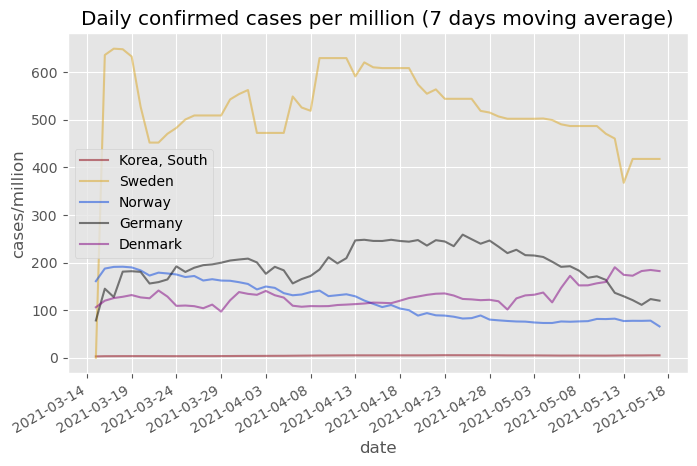 Daily confirmed cases per million (7 days moving average)
cases/million
600
500
400
300
200
100
0
Korea, South
Sweden
Norway
Germany
Denmark
2021-03-14
2021-03-19
2021-03-24
2021-03-29
2021-04-03
2021-04-08
2021-04-13
2021-04-18
2021-04-23
2021-04-28
2021-05-03
2021-05-08
2021-05-13
2021-05-18
date